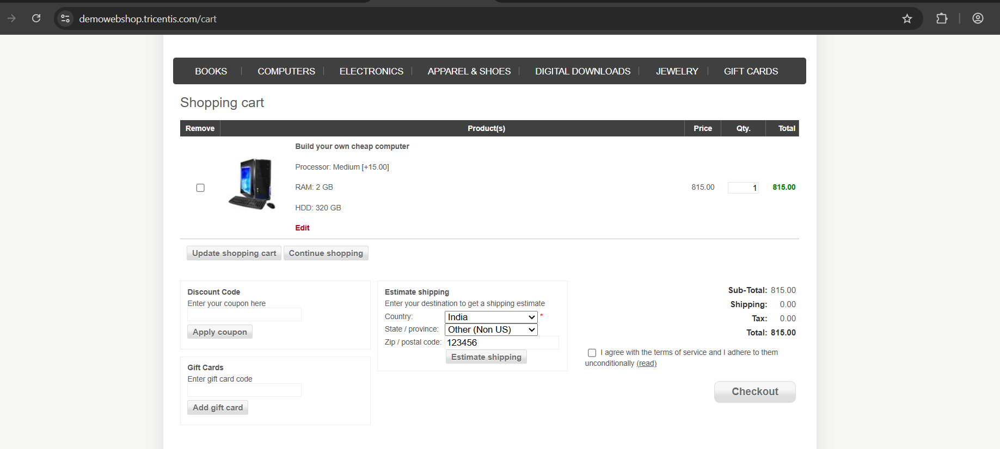 demowebshop.tricentis.com/cart
BOOKS COMPUTERS ELECTRONICS APPAREL & SHOES DIGITAL DOWNLOADS JEWELRY GIFT CARDS
Shopping cart
Remove Product(s) Price Qty. Total
Build your own cheap computer
Processor: Medium [+15.00]
RAM: 2 GB 815.00 1 815.00
HDD: 320 GB
Edit
Update shopping cart Continue shopping
Discount Code
Enter your coupon here
Apply coupon
Gift Cards
Enter gift card code
Add gift card
Estimate shipping
Enter your destination to get a shipping estimate
Country: India *
State / province: Other (Non US)
Zip / postal code: 123456
Estimate shipping
Sub-Total: 815.00
Shipping: 0.00
Tax: 0.00
Total: 815.00
I agree with the terms of service and I adhere to them
unconditionally (read)
Checkout